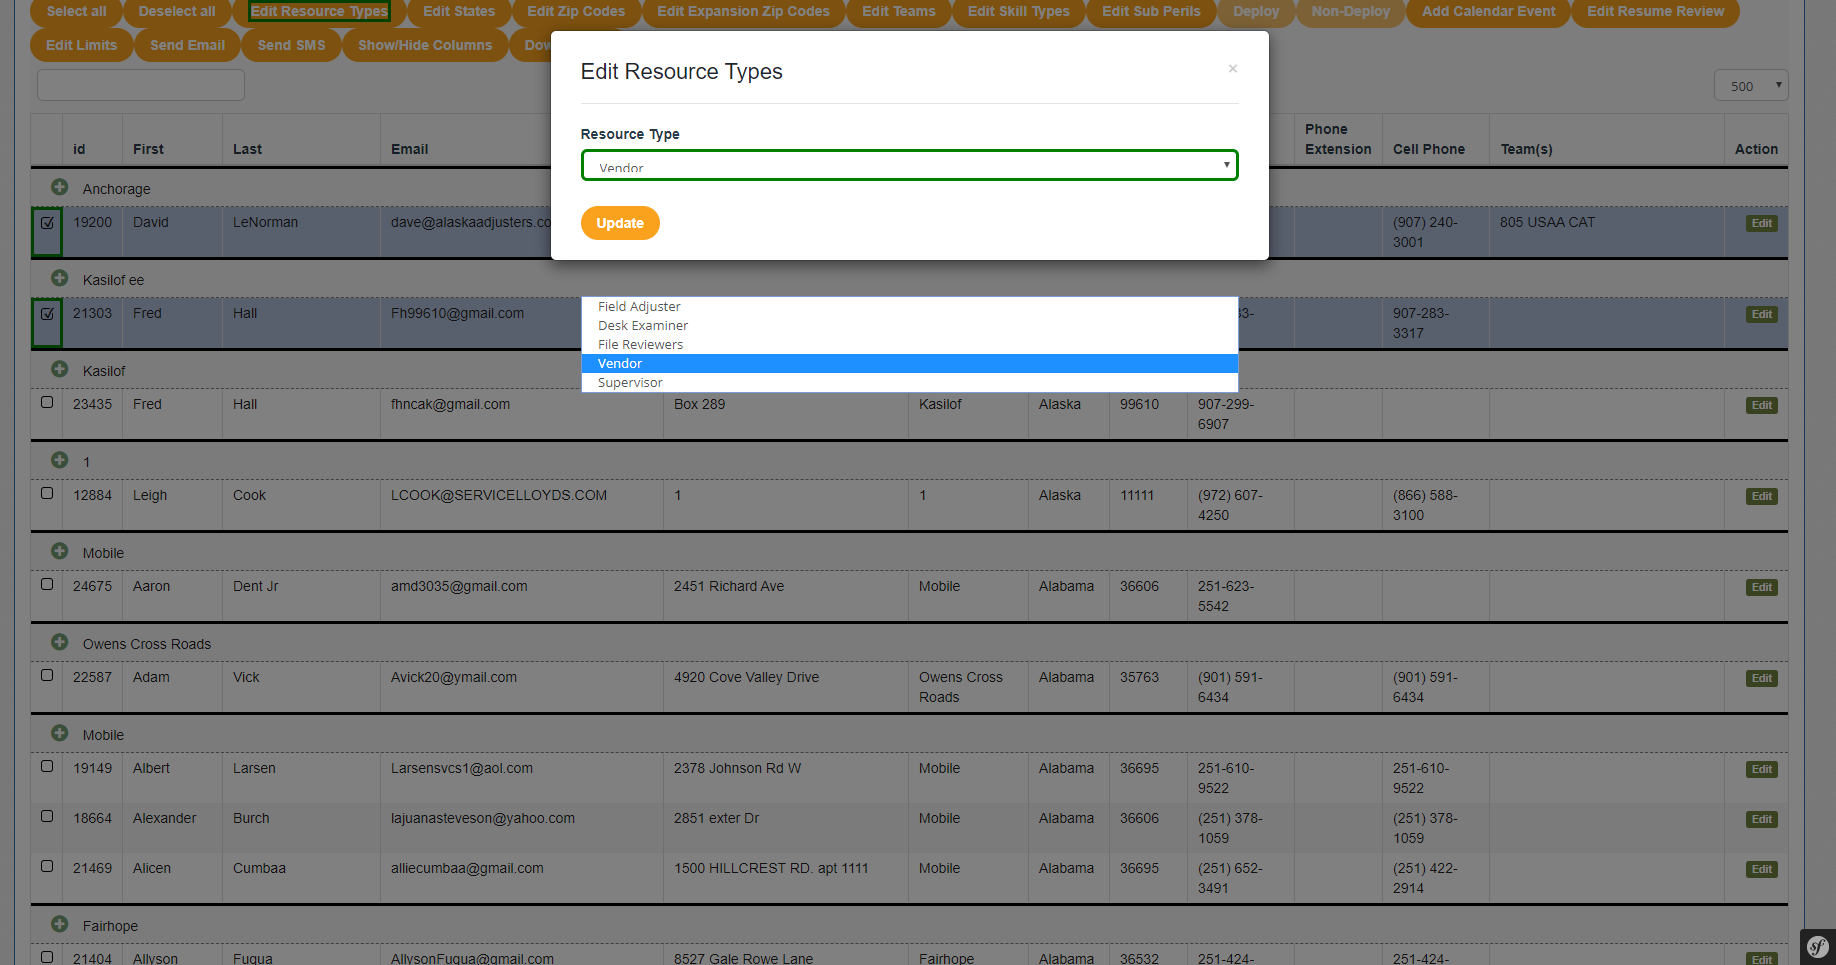 Select all Deselect all Edit Resource Types Edit States Edit Zip Codes Edit Expansion Zip Codes Edit Teams Edit Skill Types Edit Sub Perils Deploy Non-Deploy Add Calendar Event Edit Resume Review
Edit Limits Send Email Send SMS Show/Hide Columns
Edit Resource Types ×
500
Resource Type
Vendor
Update
Field Adjuster
Desk Examiner
File Reviewers
Vendor
Supervisor
id First Last Email Phone Extension Cell Phone Team(s) Action
Anchorage
19200 David LeNorman dave@alaskaadjusters.co (907) 240- 805 USAA CAT Edit
3001
Kasilof ee
21303 Fred Hall Fh99610@gmail.com 907-283- Edit
3317
Kasilof
23435 Fred Hall fhncak@gmail.com Box 289 Kasilof Alaska 99610 907-299- Edit
6907
1
12884 Leigh Cook LCOOK@SERVICELLOYDS.COM 1 1 Alaska 11111 (972) 607- (866) 588- Edit
4250 3100
Mobile
24675 Aaron Dent Jr amd3035@gmail.com 2451 Richard Ave Mobile Alabama 36606 251-623- Edit
5542
Owens Cross Roads
22587 Adam Vick Avick20@ymail.com 4920 Cove Valley Drive Owens Cross Alabama 35763 (901) 591- (901) 591- Edit
Roads 6434 6434
Mobile
19149 Albert Larsen Larsensvcs1@aol.com 2378 Johnson Rd W Mobile Alabama 36695 251-610- 251-610- Edit
9522 9522
18664 Alexander Burch lajuanasteveson@yahoo.com 2851 exter Dr Mobile Alabama 36606 (251) 378- (251) 378- Edit
1059 1059
21469 Alicen Cumbaa alliecumbaa@gmail.com 1500 HILLCREST RD. apt 1111 Mobile Alabama 36695 (251) 652- (251) 422- Edit
3491 2914
Fairhope
21404 Allyson Fuqua AllysonFuqua@gmail.com 8527 Gale Rowe Lane Fairhope Alabama 36532 251-424- 251-424- Edit
sf